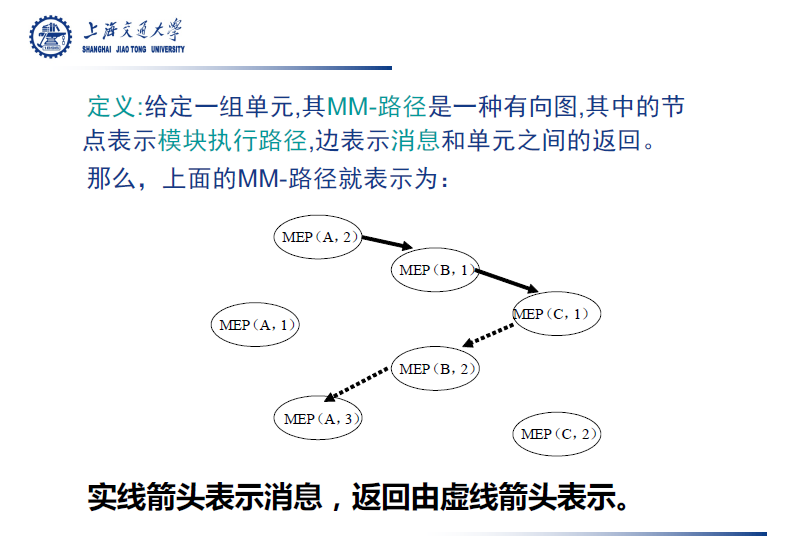 上海交通大学
SHANGHAI JIAO TONG UNIVERSITY
定义:给定一组单元,其MM-路径是一种有向图,其中的节
点表示模块执行路径,边表示消息和单元之间的返回。
那么，上面的MM-路径就表示为：
MEP(A，2)
MEP(B，1)
MEP(C，1)
MEP(A，1)
MEP(B，2)
MEP(A，3)
MEP(C，2)
实线箭头表示消息，返回由虚线箭头表示。